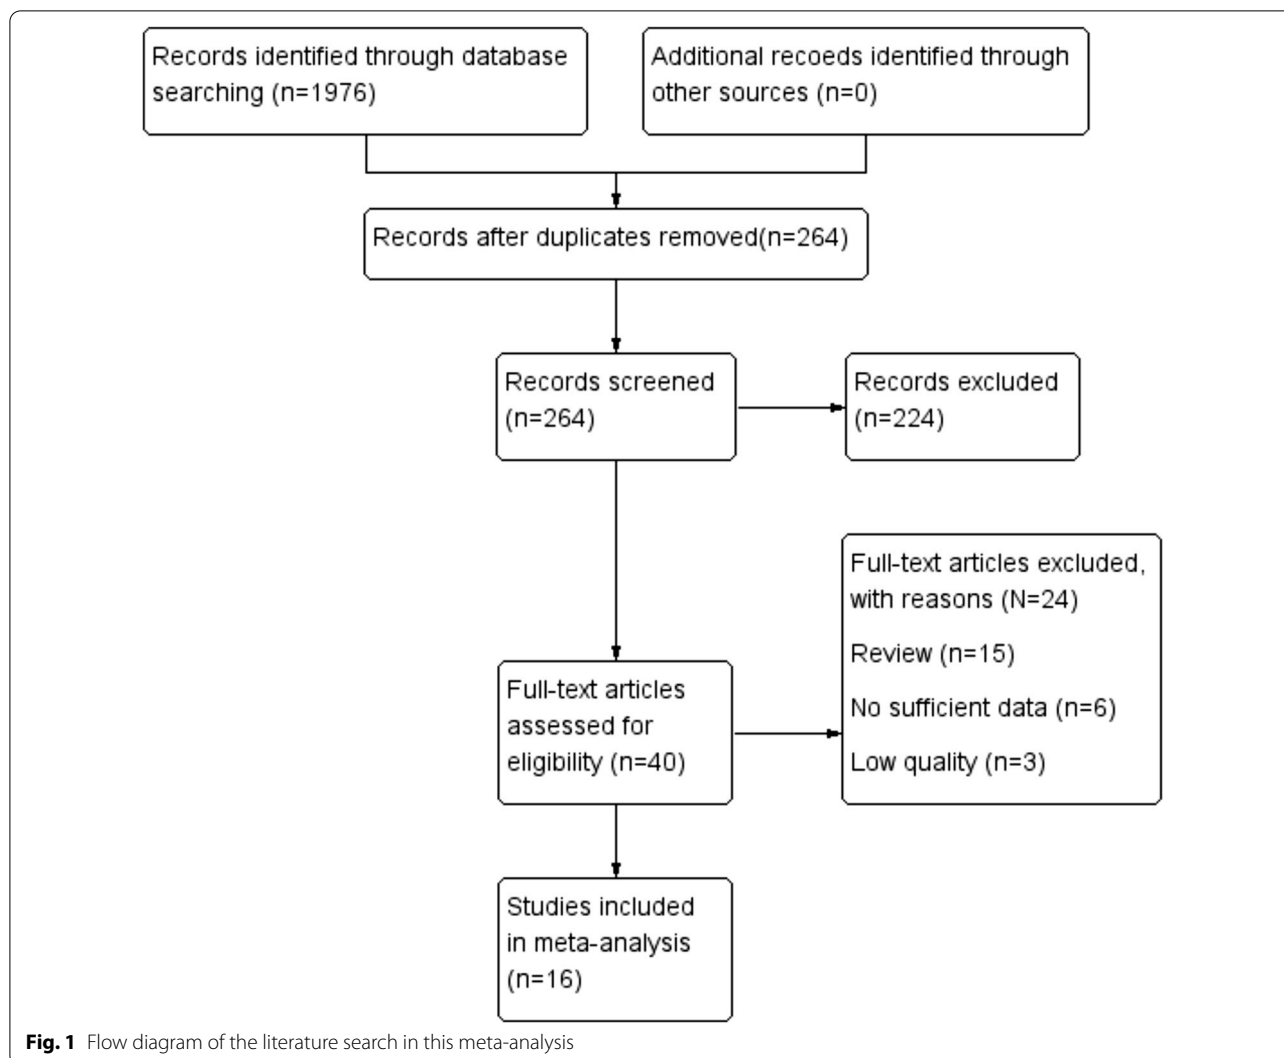 Records identified through database
searching (n=1976)
Additional recoeds identified through
other sources (n=0)
Records after duplicates removed(n=264)
Records screened
(n=264)
Records excluded
(n=224)
Full-text articles excluded,
with reasons (N=24)
Review (n=15)
No sufficient data (n=6)
Low quality (n=3)
Full-text articles
assessed for
eligibility (n=40)
Studies included
in meta-analysis
(n=16)
Fig. 1 Flow diagram of the literature search in this meta-analysis